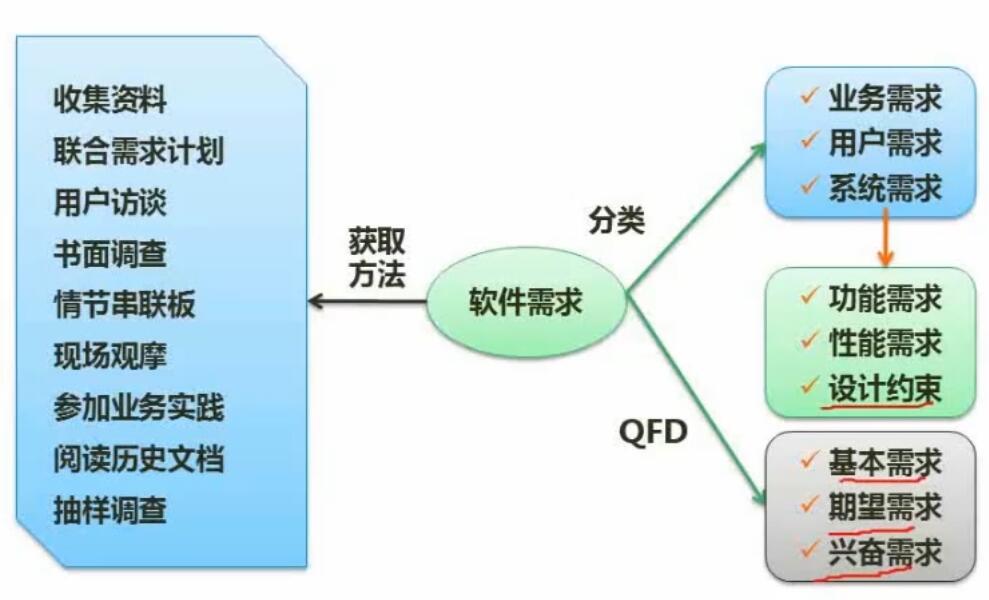 收集资料
联合需求计划
用户访谈
书面调查
情节串联板
现场观摩
参加业务实践
阅读历史文档
抽样调查
获取
方法
软件需求
分类
QFD
业务需求
用户需求
系统需求
功能需求
性能需求
设计约束
基本需求
期望需求
兴奋需求